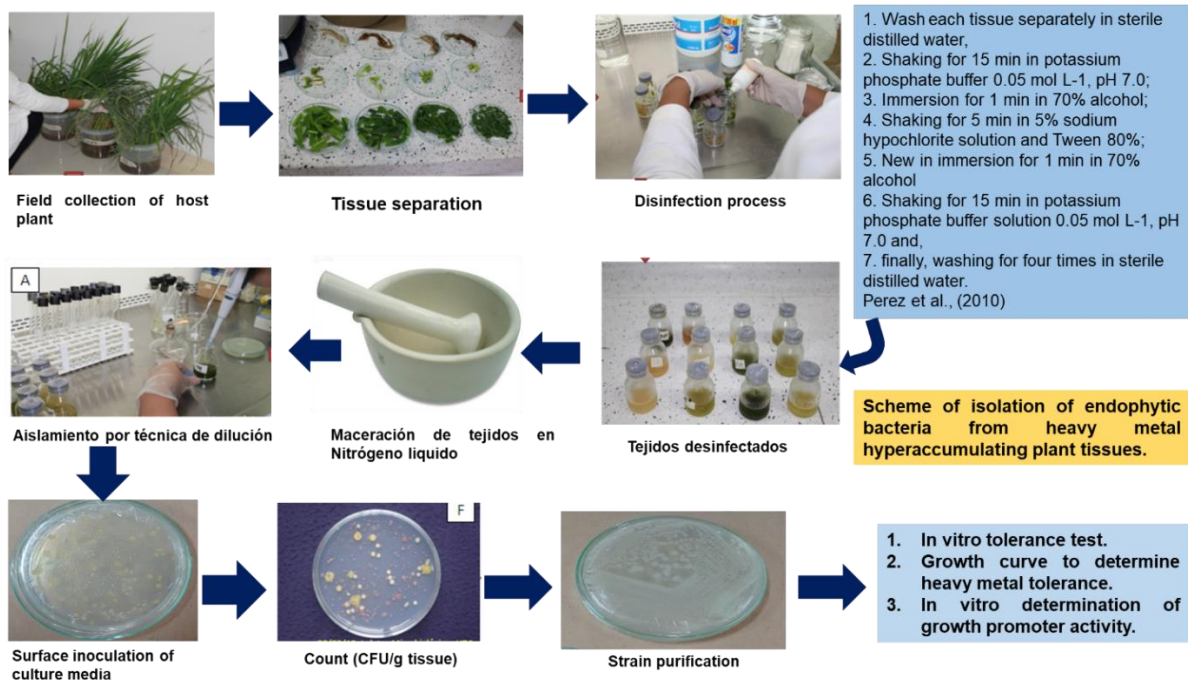 Field collection of host
plant
Tissue separation
Disinfection process
1. Wash each tissue separately in sterile
distilled water,
2. Shaking for 15 min in potassium
phosphate buffer 0.05 mol L-1, pH 7.0;
3. Immersion for 1 min in 70% alcohol;
4. Shaking for 5 min in 5% sodium
hypochlorite solution and Tween 80%;
5. New in immersion for 1 min in 70%
alcohol
6. Shaking for 15 min in potassium
phosphate buffer solution 0.05 mol L-1, pH
7.0 and,
7. finally, washing for four times in sterile
distilled water.
Perez et al., (2010)
Scheme of isolation of endophytic
bacteria from heavy metal
hyperaccumulating plant tissues.
Tejidos desinfectados
Maceración de tejidos en
Nitrógeno liquido
A
Aislamiento por técnica de dilución
Surface inoculation of
culture media
F
Count (CFU/g tissue)
Strain purification
1. In vitro tolerance test.
2. Growth curve to determine
heavy metal tolerance.
3. In vitro determination of
growth promoter activity.